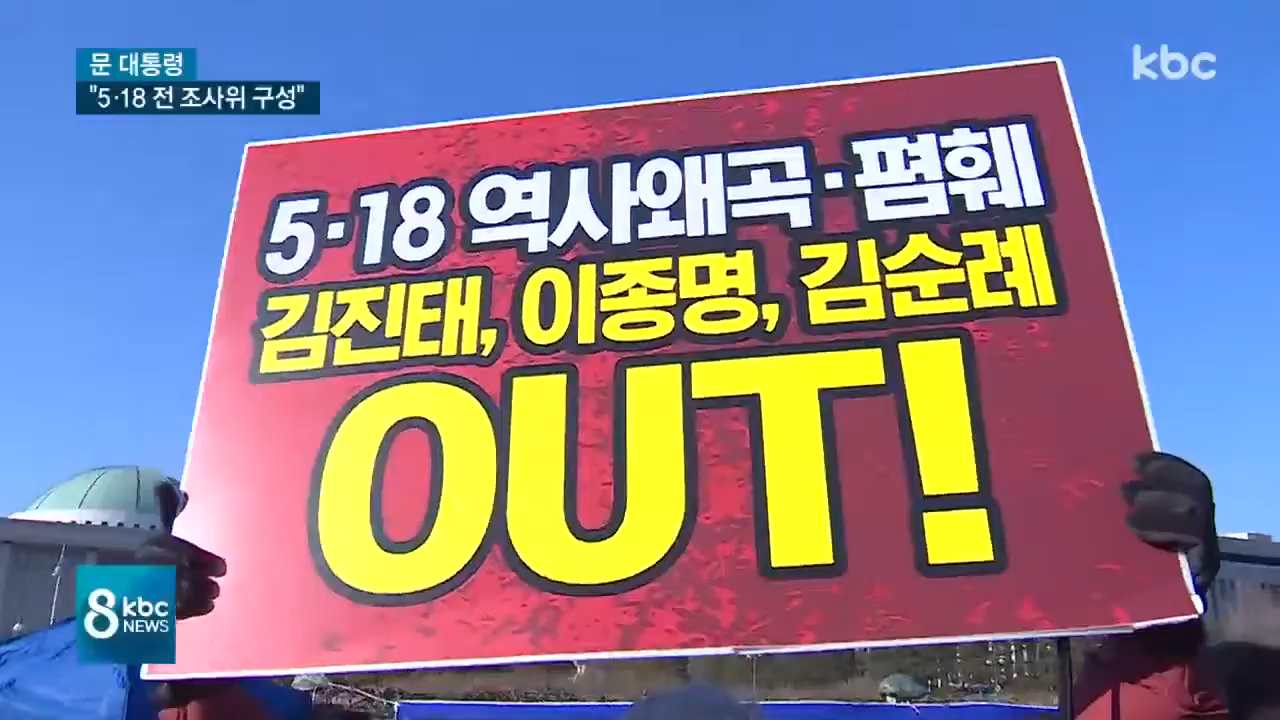 문 대통령
"5·18 전 조사위 구성"
kbc
5·18 역사왜곡·폄훼
김진태, 이종명, 김순례
OUT!
8 kbc
NEWS